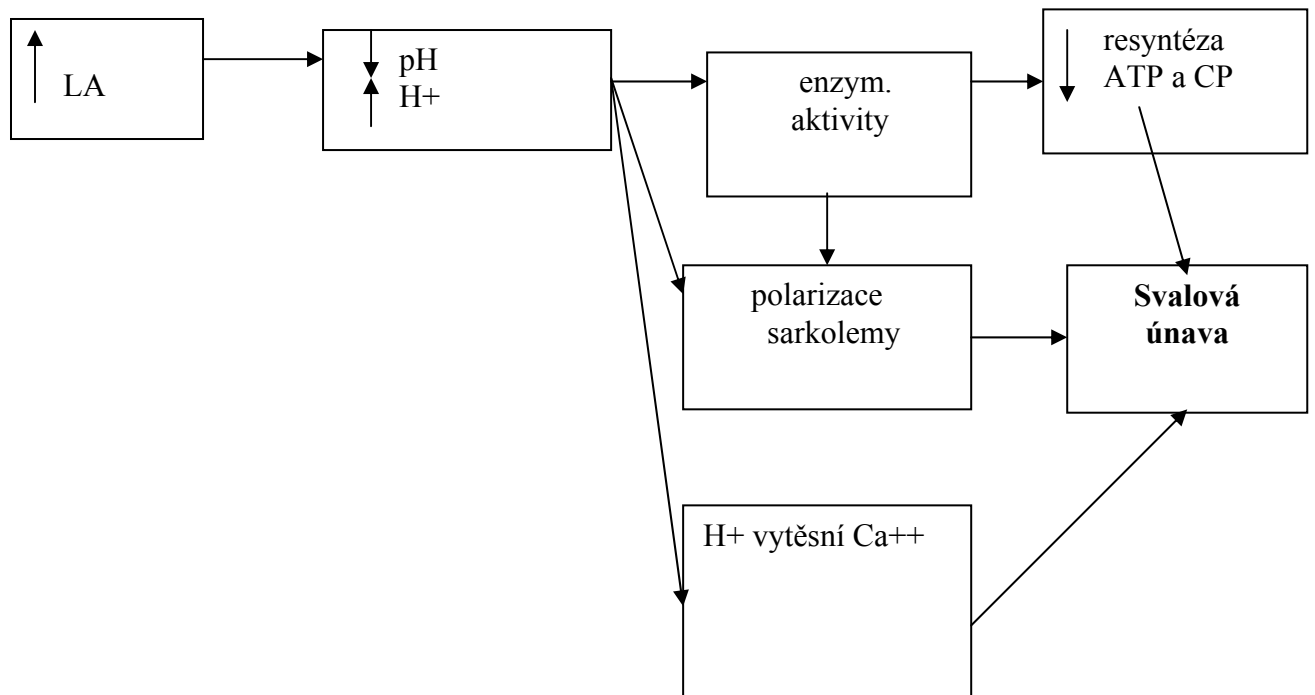 LA
pH
H+
enzym.
aktivity
resyntéza
ATP a CP
polarizace
sarkolemy
Svalová
únava
H+ vytěsní Ca++